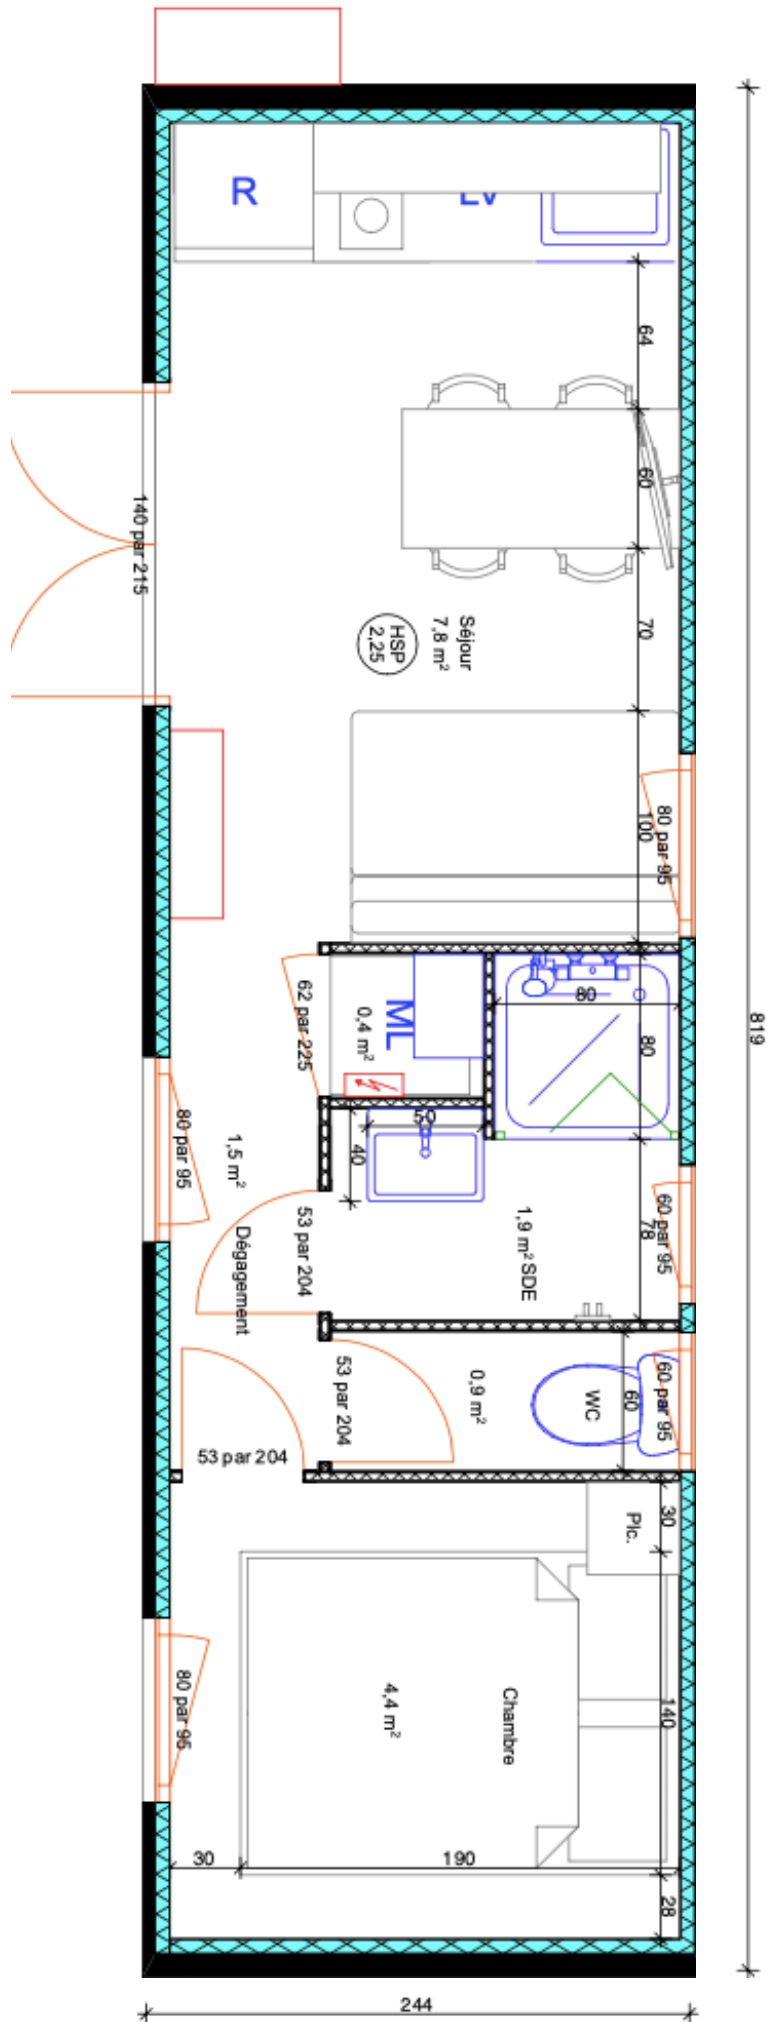 R
LV
64
60
140 par 215
Séjour
7,8 m²
HSP
2,25
70
80 par 95
100
819
62 par 225
0,4 m²
ML
80
80
50
40
80 par 95
1,5 m²
Dégagement
53 par 204
1,9 m² SDE
60 par 95
78
53 par 204
0,9 m²
WC
60
60 par 95
53 par 204
30
Plc.
80 par 95
4,4 m²
Chambre
140
30
190
28
244